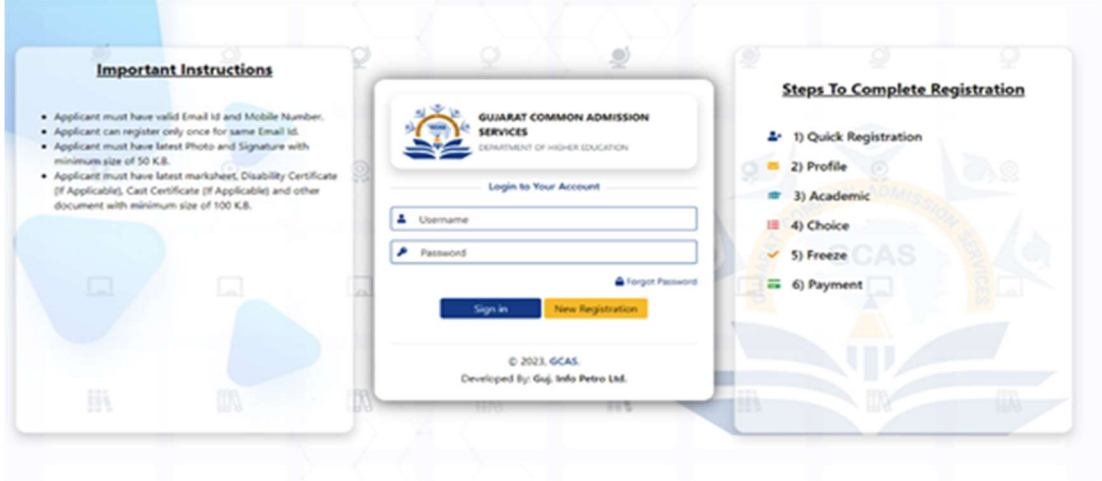 Important Instructions
Applicant must have valid Email Id and Mobile Number.
Applicant can register only once for same Email Id.
Applicant must have latest Photo and Signature with
minimum size of 50 K.B.
Applicant must have latest marksheet, Disability Certificate
(If Applicable), Cast Certificate (If Applicable) and other
document with minimum size of 100 K.B.
GUJARAT COMMON ADMISSION
SERVICES
DEPARTMENT OF HIGHER EDUCATION
Login to Your Account
Username
Password
Forgot Password
Sign in
New Registration
© 2023, GCAS.
Developed By: Guj. Info Petro Ltd.
Steps To Complete Registration
1) Quick Registration
2) Profile
3) Academic
4) Choice
5) Freeze
6) Payment
GUJARAT COMMON ADMISSION SERVICES
GCAS